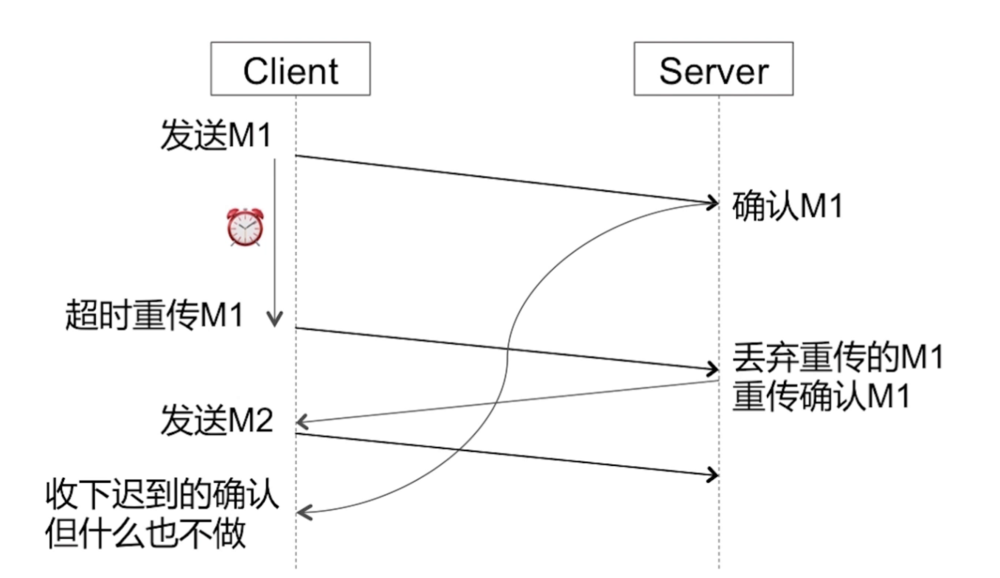 Client
Server
发送M1
确认M1
超时重传M1
丢弃重传的M1
重传确认M1
发送M2
收下迟到的确认
但什么也不做